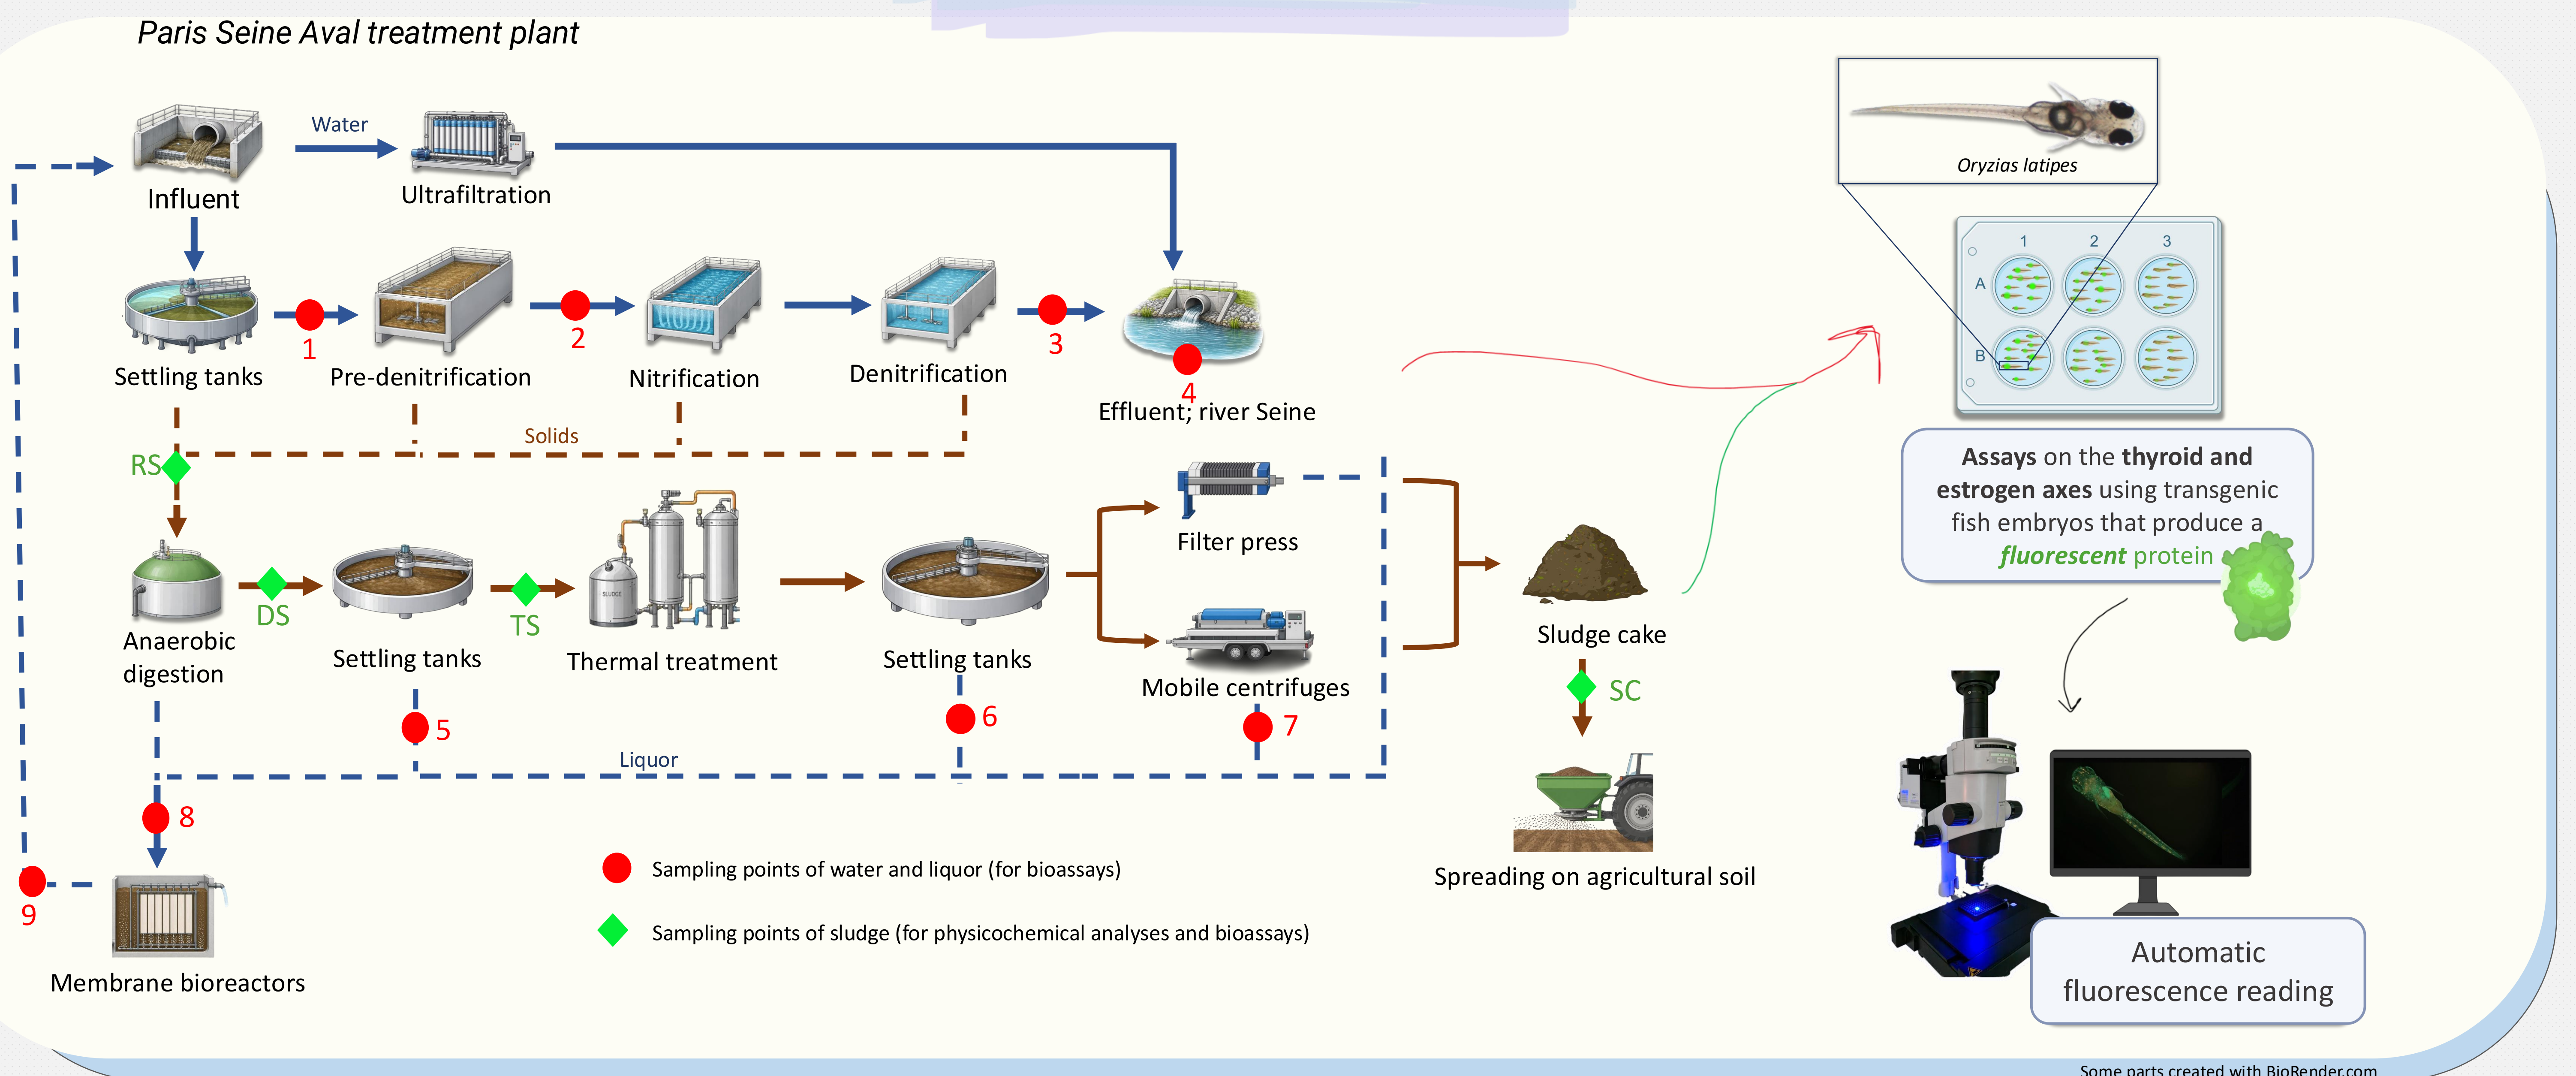 Paris Seine Aval treatment plant
Water
Influent
Ultrafiltration
1
2
3
4
Settling tanks
Pre-denitrification
Nitrification
Denitrification
Effluent; river Seine
Solids
RS
DS
TS
SLUDGE
Filter press
Anaerobic
digestion
Settling tanks
Thermal treatment
Settling tanks
Mobile centrifuges
Sludge cake
SC
5
6
7
Liquor
8
9
Membrane bioreactors
Spreading on agricultural soil
Sampling points of water and liquor (for bioassays)
Sampling points of sludge (for physicochemical analyses and bioassays)
Oryzias latipes
1 2 3
A
B
Assays on the thyroid and
estrogen axes using transgenic
fish embryos that produce a
fluorescent protein
Automatic
fluorescence reading
Some parts created with BioRender.com